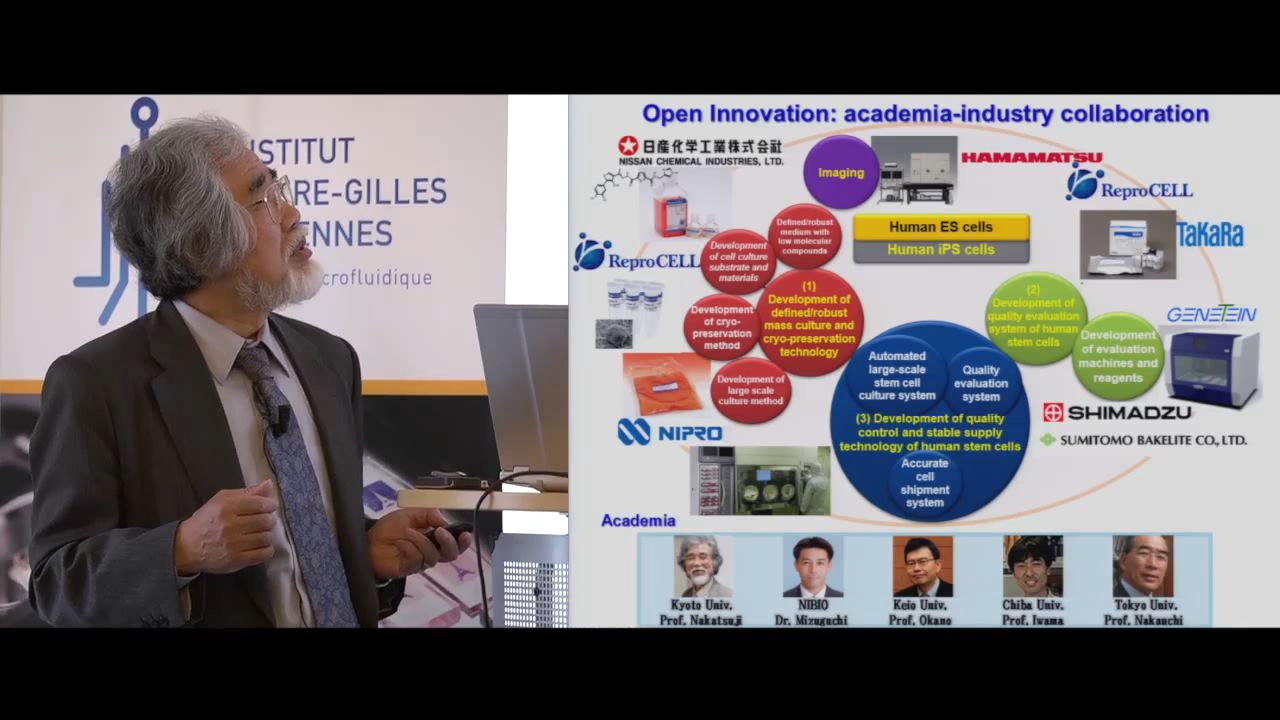 INSTITUT
RE-GILLES
ENNES
crofluidique
Open Innovation: academia-industry collaboration
日産化学工業株式会社
NISSAN CHEMICAL INDUSTRIES, LTD.
Imaging
HAMAMATSU
ReproCELL
Human ES cells
Human iPS cells
TaKaRa
Defined/robust
medium with
low molecular
compounds
Development
of cell culture
substrate and
materials
ReproCELL
(1)
Development of
defined/robust
mass culture and
cryo-preservation
technology
Development
of cryo-
preservation
method
Development of
large scale
culture method
(2)
Development of
quality evaluation
system of human
stem cells
Development
of evaluation
machines and
reagents
GENETEIN
Automated
large-scale
stem cell
culture system
Quality
evaluation
system
(3) Development of quality
control and stable supply
technology of human stem cells
Accurate
cell
shipment
system
SHIMADZU
SUMITOMO BAKELITE CO., LTD.
NIPRO
Academia
Kyoto Univ.
Prof. Nakatsuji
NIBIO
Dr. Mizuguchi
Keio Univ.
Prof. Okano
Chiba Univ.
Prof. Iwama
Tokyo Univ.
Prof. Nakauchi